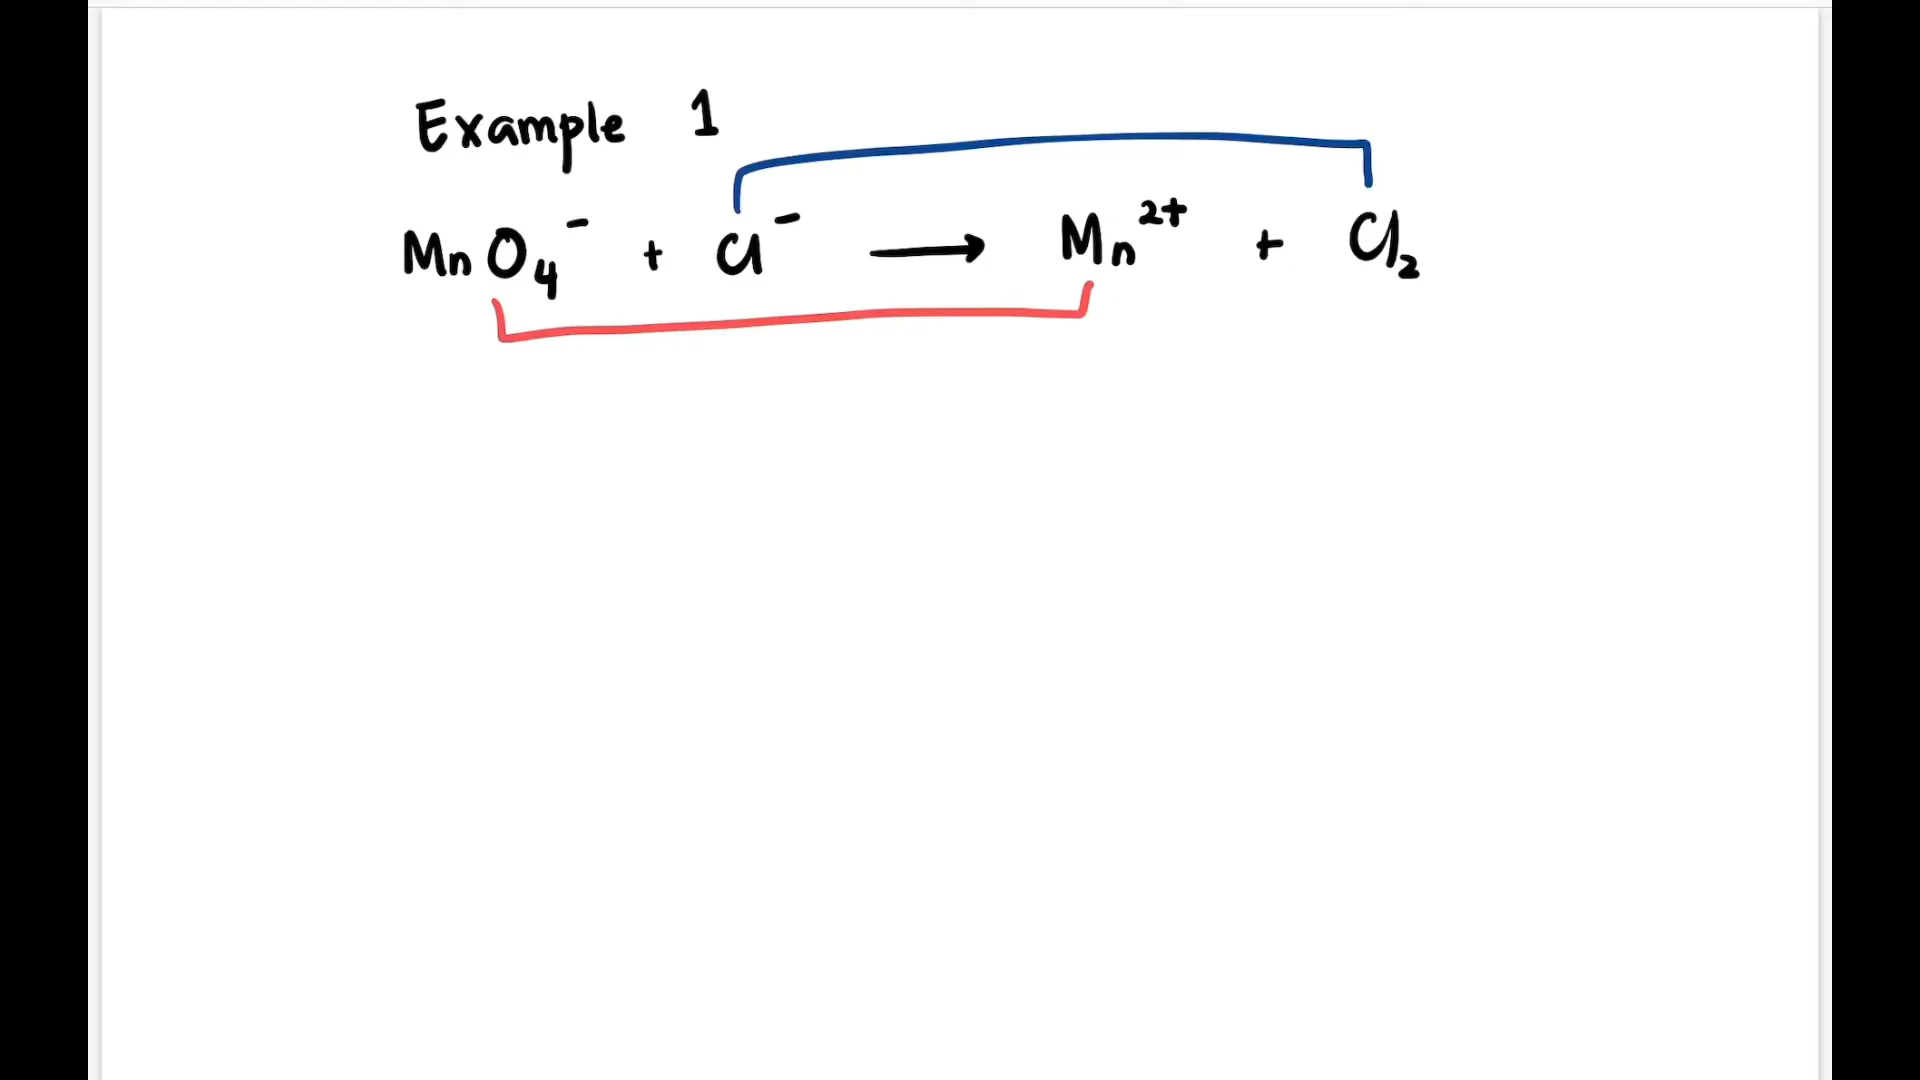 Example 1
MnO₄⁻ + Cl⁻ ⟶ Mn²⁺ + Cl₂